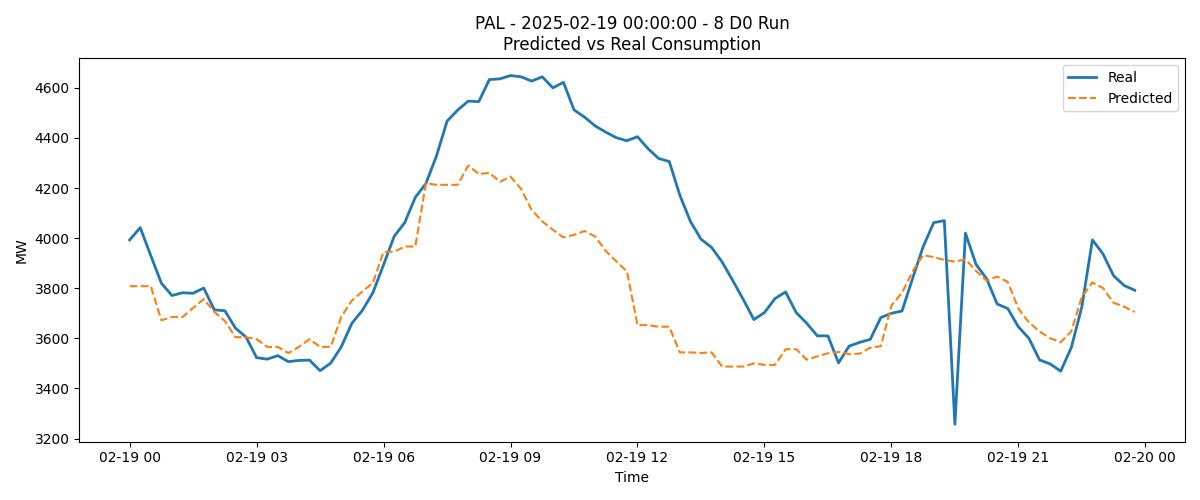 PAL - 2025-02-19 00:00:00 - 8 D0 Run
Predicted vs Real Consumption
Real
Predicted
MW
4600
4400
4200
4000
3800
3600
3400
3200
02-19 00
02-19 03
02-19 06
02-19 09
02-19 12
02-19 15
02-19 18
02-19 21
02-20 00
Time